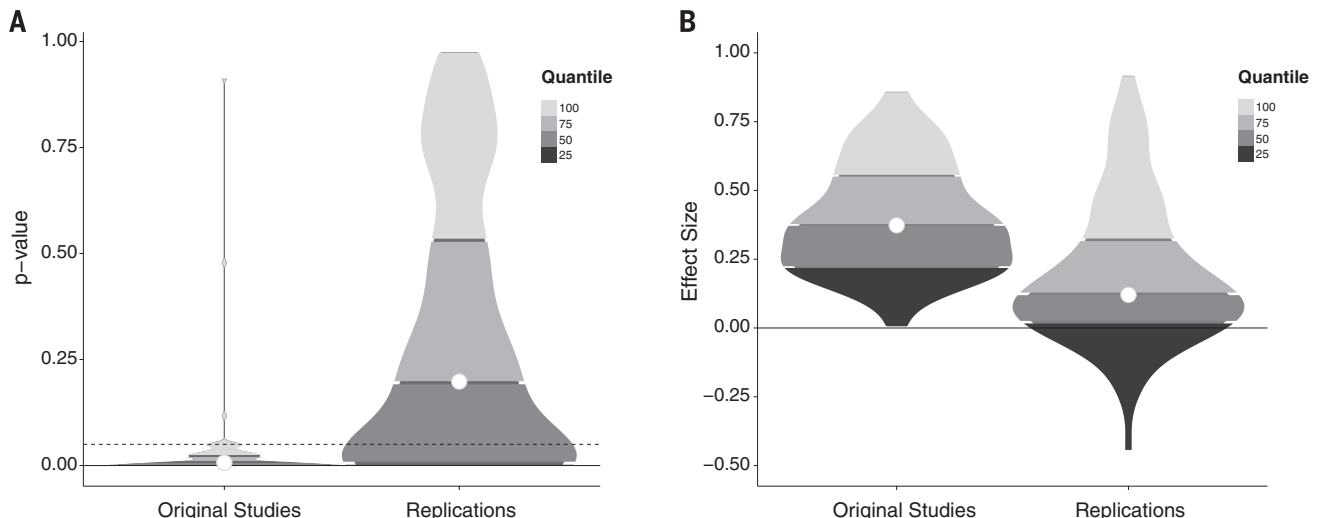 A
p−value
1.00
0.75
0.50
0.25
0.00
Quantile
100
75
50
25
Original Studies
Replications
B
Effect Size
1.00
0.75
0.50
0.25
0.00
−0.25
−0.50
Quantile
100
75
50
25
Original Studies
Replications